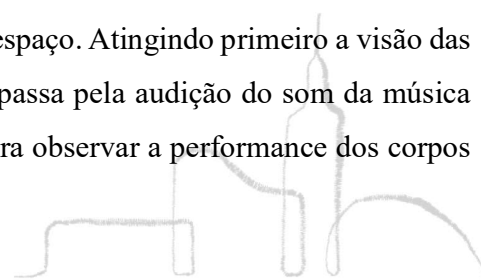 espaço. Atingindo primeiro a visão das
passa pela audição do som da música
ra observar a performance dos corpos